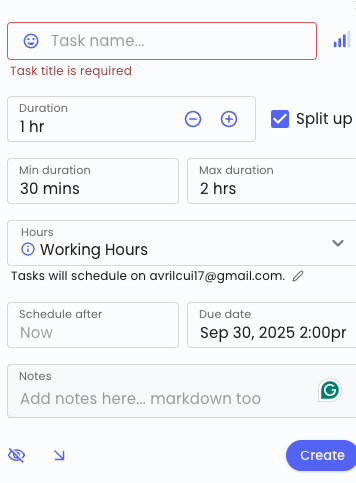 Task name...
Task title is required
Duration
1 hr
Split up
Min duration
30 mins
Max duration
2 hrs
Hours
Working Hours
Tasks will schedule on avrilcui17@gmail.com.
Schedule after
Now
Due date
Sep 30, 2025 2:00pm
Notes
Add notes here... markdown too
Create